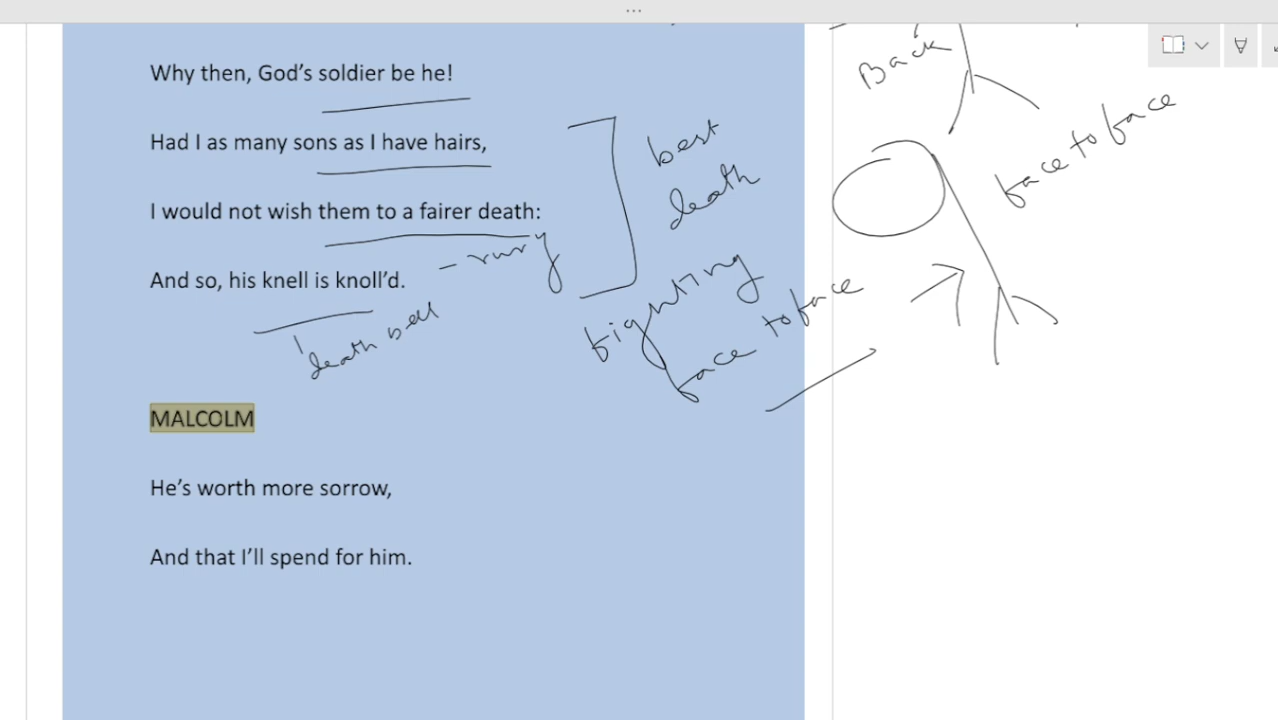 Why then, God's soldier be he!
Back
Had I as many sons as I have hairs,
best
death
face to face
I would not wish them to a fairer death:
And so, his knell is knoll'd.
death bell
fighting
face to face
MALCOLM
He's worth more sorrow,
And that I'll spend for him.